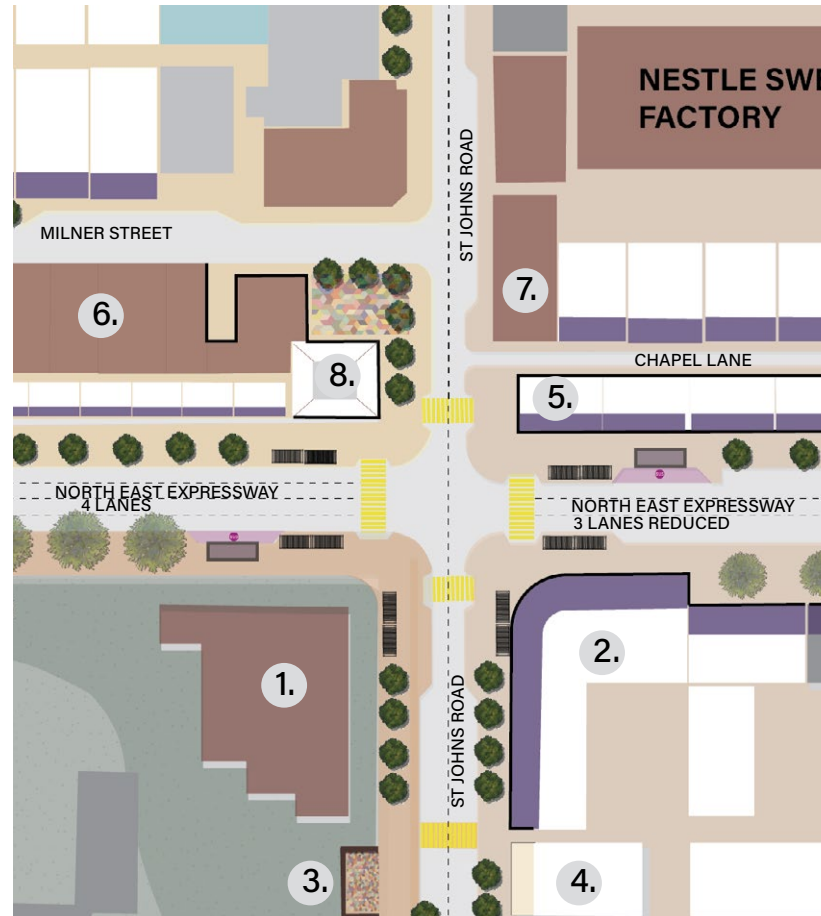 NESTLE SWE
FACTORY
ST JOHNS ROAD
MILNER STREET
7.
6.
CHAPEL LANE
8.
5.
NORTH EAST EXPRESSWAY
4 LANES
NORTH EAST EXPRESSWAY
3 LANES REDUCED
2.
1.
ST JOHNS ROAD
3.
4.